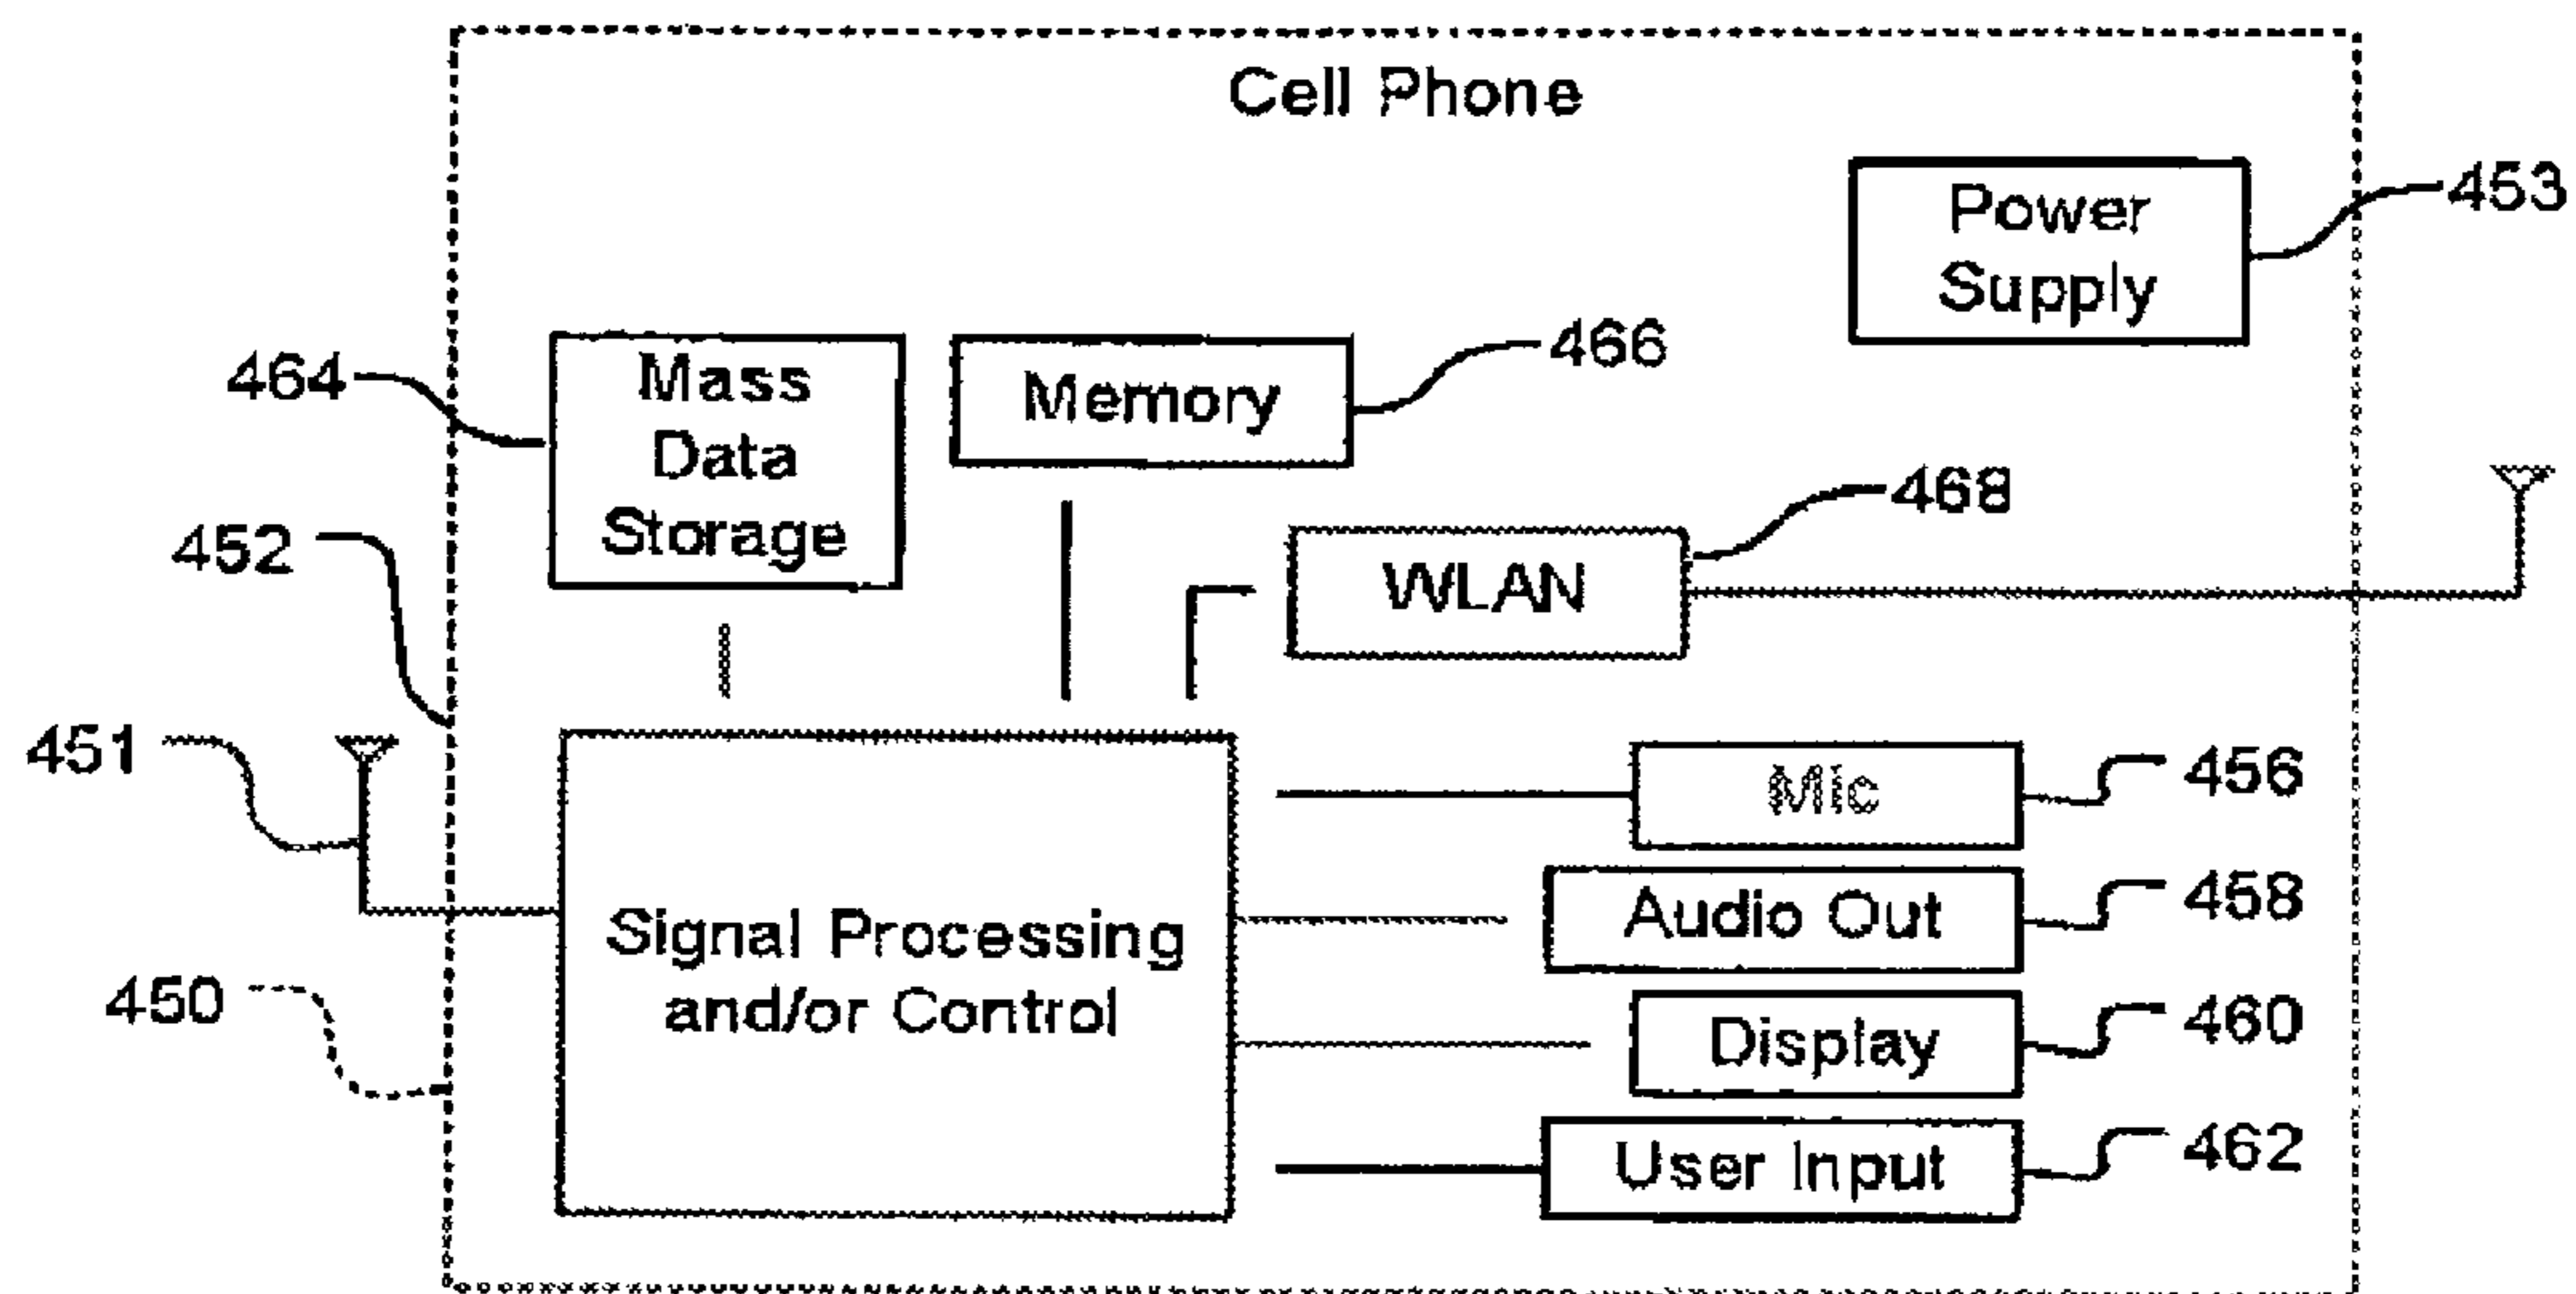 Cell Phone
Power
Supply
453
Mass
Data
Storage
464
Memory
466
WLAN
468
452
451
450
Signal Processing
and/or Control
Mic
456
Audio Out
458
Display
460
User Input
462